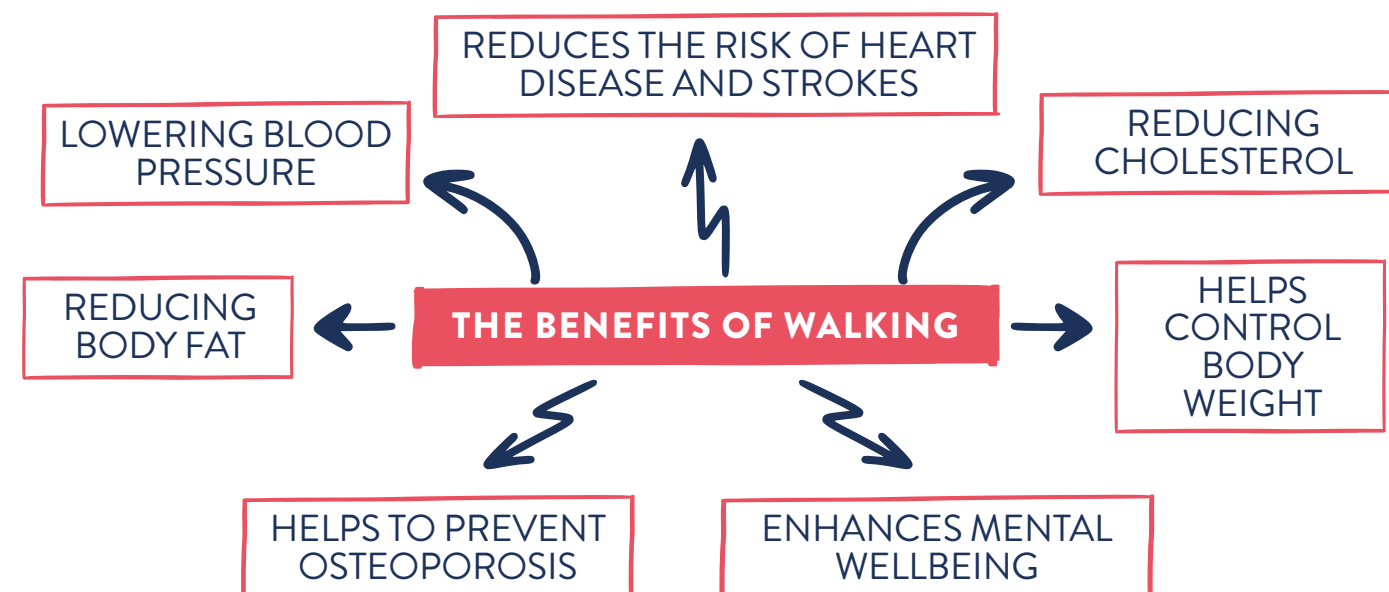 REDUCES THE RISK OF HEART
DISEASE AND STROKES
LOWERING BLOOD
PRESSURE
REDUCING
CHOLESTEROL
REDUCING
BODY FAT
THE BENEFITS OF WALKING
HELPS
CONTROL
BODY
WEIGHT
HELPS TO PREVENT
OSTEOPOROSIS
ENHANCES MENTAL
WELLBEING